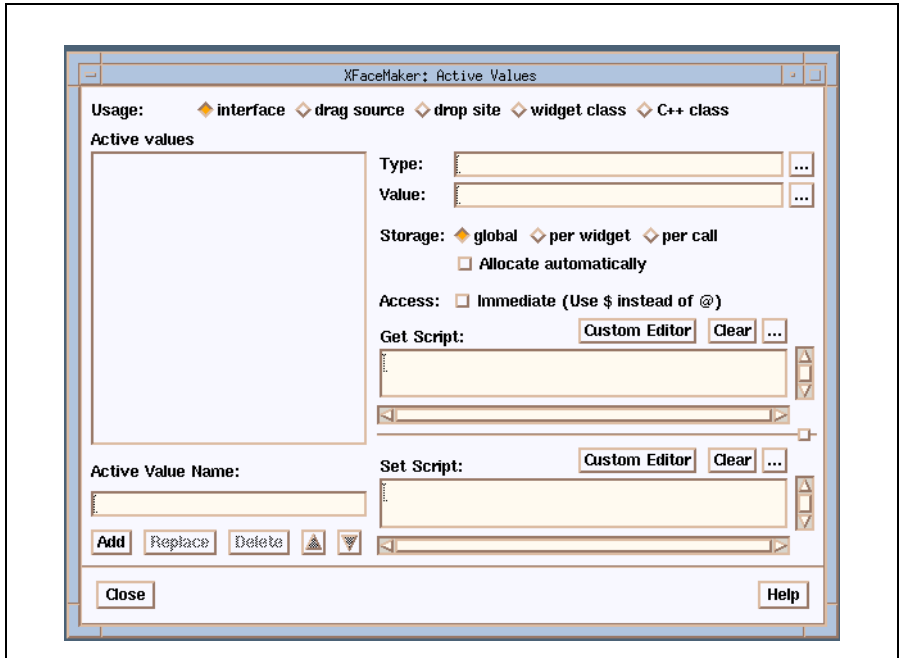 XFaceMaker: Active Values
Usage: interface drag source drop site widget class C++ class
Active values
Type: ...
Value: ...
Storage: global per widget per call
Allocate automatically
Access: Immediate (Use $ instead of @)
Get Script: Custom Editor Clear ...
Active Value Name:
Set Script: Custom Editor Clear ...
Add Replace Delete
Close Help